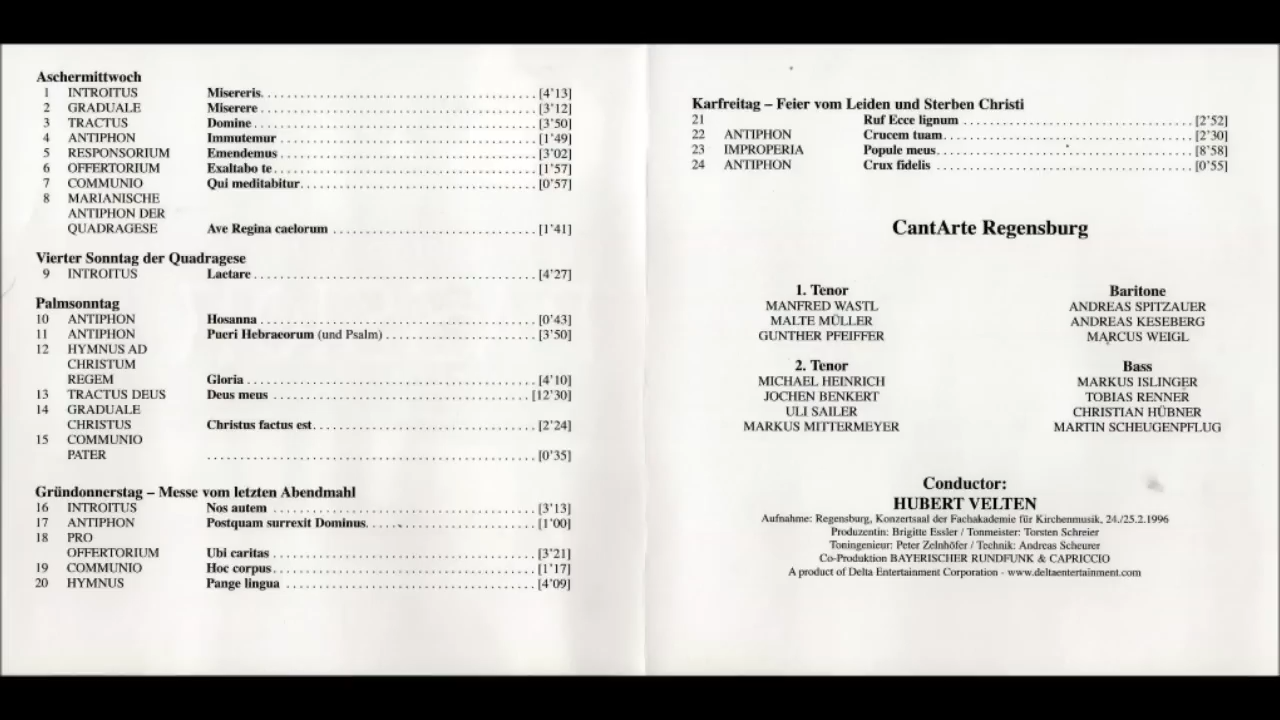 Aschermittwoch
1 INTROITUS Misereris. . . . . . . . . . . . . . . . . . . . [4'13]
2 GRADUALE Miserere . . . . . . . . . . . . . . . . . . . . [3'12]
3 TRACTUS Domine . . . . . . . . . . . . . . . . . . . . [3'50]
4 ANTIPHON Immutemur . . . . . . . . . . . . . . . . . . . . [1'49]
5 RESPONSORIUM Emendemus . . . . . . . . . . . . . . . . . . . . [3'02]
6 OFFERTORIUM Exaltabo te . . . . . . . . . . . . . . . . . . . . [1'57]
7 COMMUNIO Qui meditabitur. . . . . . . . . . . . . . . . . . . . [0'57]
8 MARIANISCHE
ANTIPHON DER
QUADRAGESE Ave Regina caelorum . . . . . . . . . . . . . . . . . . . . [1'41]
Vierter Sonntag der Quadragese
9 INTROITUS Laetare . . . . . . . . . . . . . . . . . . . . [4'27]
Palmsonntag
10 ANTIPHON Hosanna . . . . . . . . . . . . . . . . . . . . [0'43]
11 ANTIPHON Pueri Hebraeorum (und Psalm) . . . . . . . . . . . . . . . . . . . . [3'50]
12 HYMNUS AD
CHRISTUM
REGEM Gloria . . . . . . . . . . . . . . . . . . . . [4'10]
13 TRACTUS DEUS Deus meus . . . . . . . . . . . . . . . . . . . . [12'30]
14 GRADUALE
CHRISTUS Christus factus est. . . . . . . . . . . . . . . . . . . . [2'24]
15 COMMUNIO
PATER . . . . . . . . . . . . . . . . . . . . [0'35]
Gründonnerstag – Messe vom letzten Abendmahl
16 INTROITUS Nos autem . . . . . . . . . . . . . . . . . . . . [3'13]
17 ANTIPHON Postquam surrexit Dominus. . . . . . . . . . . . . . . . . . . . [1'00]
18 PRO
OFFERTORIUM Ubi caritas . . . . . . . . . . . . . . . . . . . . [3'21]
19 COMMUNIO Hoc corpus . . . . . . . . . . . . . . . . . . . . [1'17]
20 HYMNUS Pange lingua . . . . . . . . . . . . . . . . . . . . [4'09]
Karfreitag – Feier vom Leiden und Sterben Christi
21 Ruf Ecce lignum . . . . . . . . . . . . . . . . . . . . [2'52]
22 ANTIPHON Crucem tuam. . . . . . . . . . . . . . . . . . . . [2'30]
23 IMPROPERIA Popule meus. . . . . . . . . . . . . . . . . . . . [8'58]
24 ANTIPHON Crux fidelis . . . . . . . . . . . . . . . . . . . . [0'55]
CantArte Regensburg
1. Tenor
MANFRED WASTL
MALTE MÜLLER
GUNTHER PFEIFFER
2. Tenor
MICHAEL HEINRICH
JOCHEN BENKERT
ULI SAILER
MARKUS MITTERMEYER
Baritone
ANDREAS SPITZAUER
ANDREAS KESEBERG
MARCUS WEIGL
Bass
MARKUS ISLINGER
TOBIAS RENNER
CHRISTIAN HÜBNER
MARTIN SCHEUGENPFLUG
Conductor:
HUBERT VELTEN
Aufnahme: Regensburg, Konzertsaal der Fachakademie für Kirchenmusik, 24./25.2.1996
Produzentin: Brigitte Essler / Tonmeister: Torsten Schreier
Toningenieur: Peter Zelnhöfer / Technik: Andreas Scheurer
Co-Produktion BAYERISCHER RUNDFUNK & CAPRICCIO
A product of Delta Entertainment Corporation - www.deltaentertainment.com